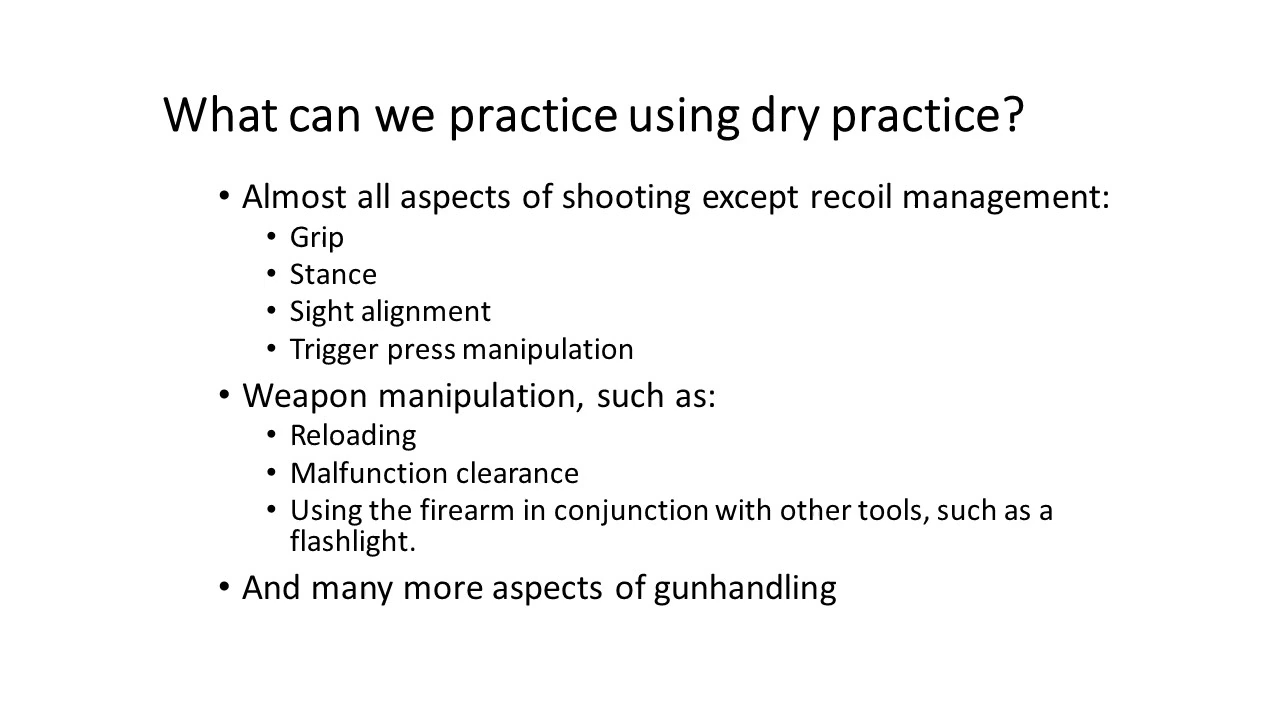 What can we practice using dry practice?
• Almost all aspects of shooting except recoil management:
• Grip
• Stance
• Sight alignment
• Trigger press manipulation
• Weapon manipulation, such as:
• Reloading
• Malfunction clearance
• Using the firearm in conjunction with other tools, such as a
flashlight.
• And many more aspects of gunhandling